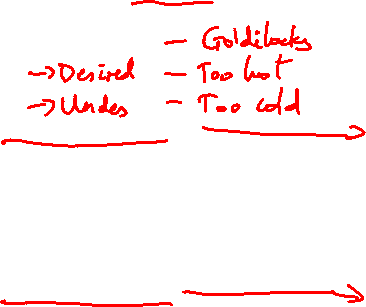 — Goldilocks
→ Desired — Too hot
→ Undes — Too cold